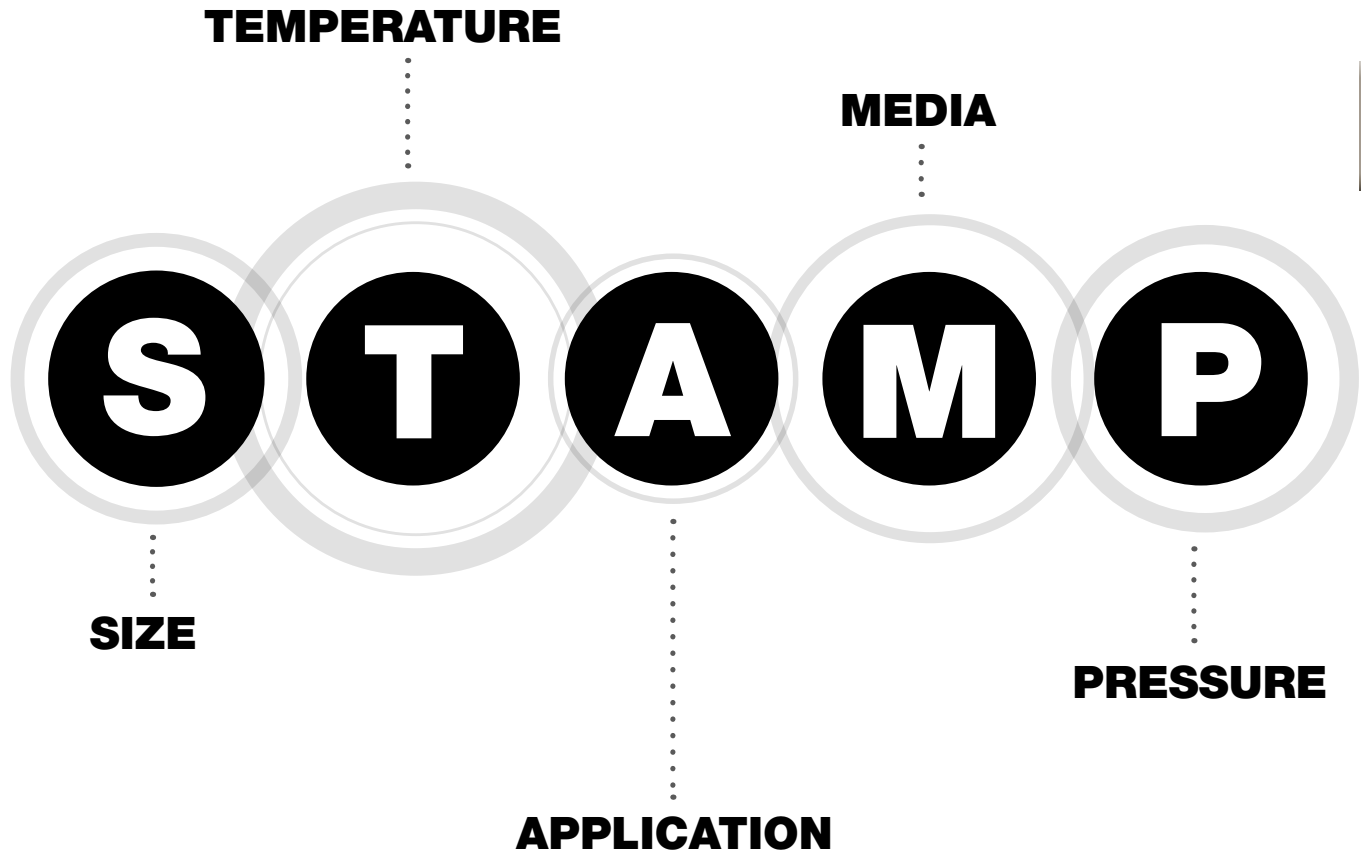 TEMPERATURE
MEDIA
S T A M P
SIZE
PRESSURE
APPLICATION